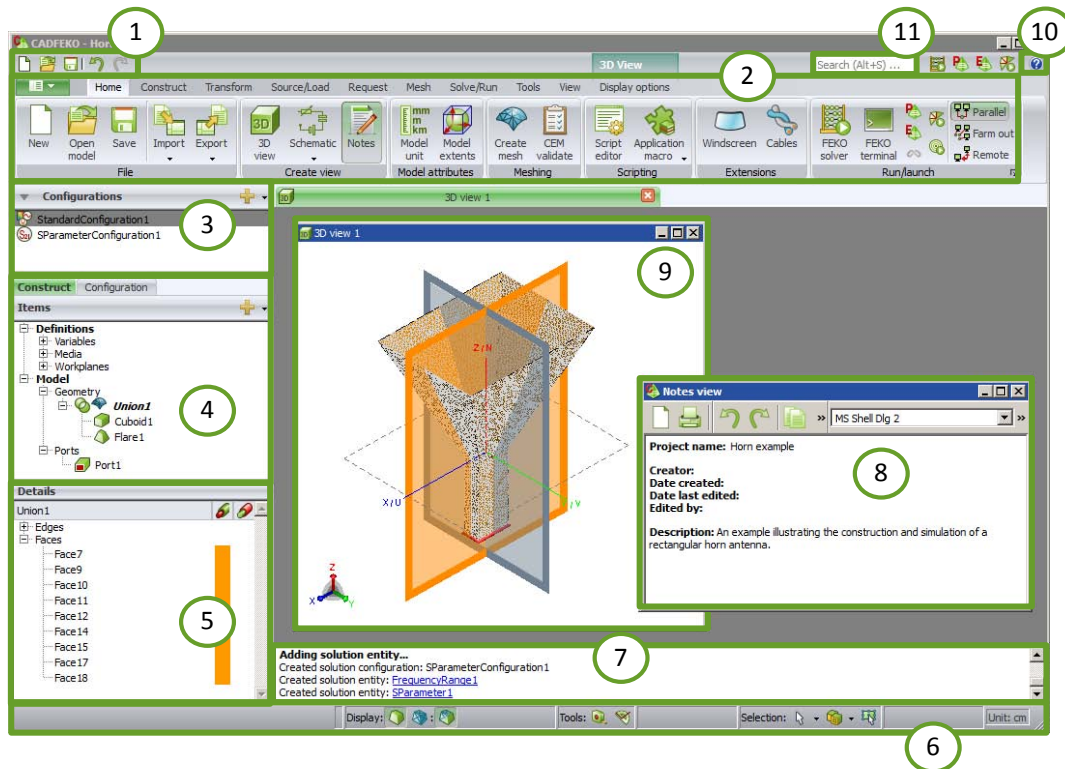 1
11
10
CADFEKO - Hor
3D View
Search (Alt+S) ...
2
Home Construct Transform Source/Load Request Mesh Solve/Run Tools View Display options
3D
mm
m
km
New Open model Save Import Export
3D view Schematic Notes
Model unit Model extents
Create mesh CEM validate
Script editor Application macro
Windscreen Cables
FEKO solver FEKO terminal
Parallel
Farm out
Remote
File Create view Model attributes Meshing Scripting Extensions Run/launch
Configurations
3
StandardConfiguration1
SParameterConfiguration1
3D view 1
3D view 1
9
Construct Configuration
Items
Definitions
Variables
Media
Workplanes
Model
Geometry
Union1
Cuboid1
Flare1
Ports
Port1
4
Z/N
X/U
Y/V
Z
X
Y
Notes view
MS Shell Dlg 2
Project name: Horn example
8
Creator:
Date created:
Date last edited:
Edited by:
Description: An example illustrating the construction and simulation of a
rectangular horn antenna.
Details
Union1
Edges
Faces
Face7
Face9
Face10
Face11
Face12
Face14
Face15
Face17
Face18
5
7
Adding solution entity...
Created solution configuration: SParameterConfiguration1
Created solution entity: FrequencyRange1
Created solution entity: SParameter1
Display: : Tools: Selection: Unit: cm
6